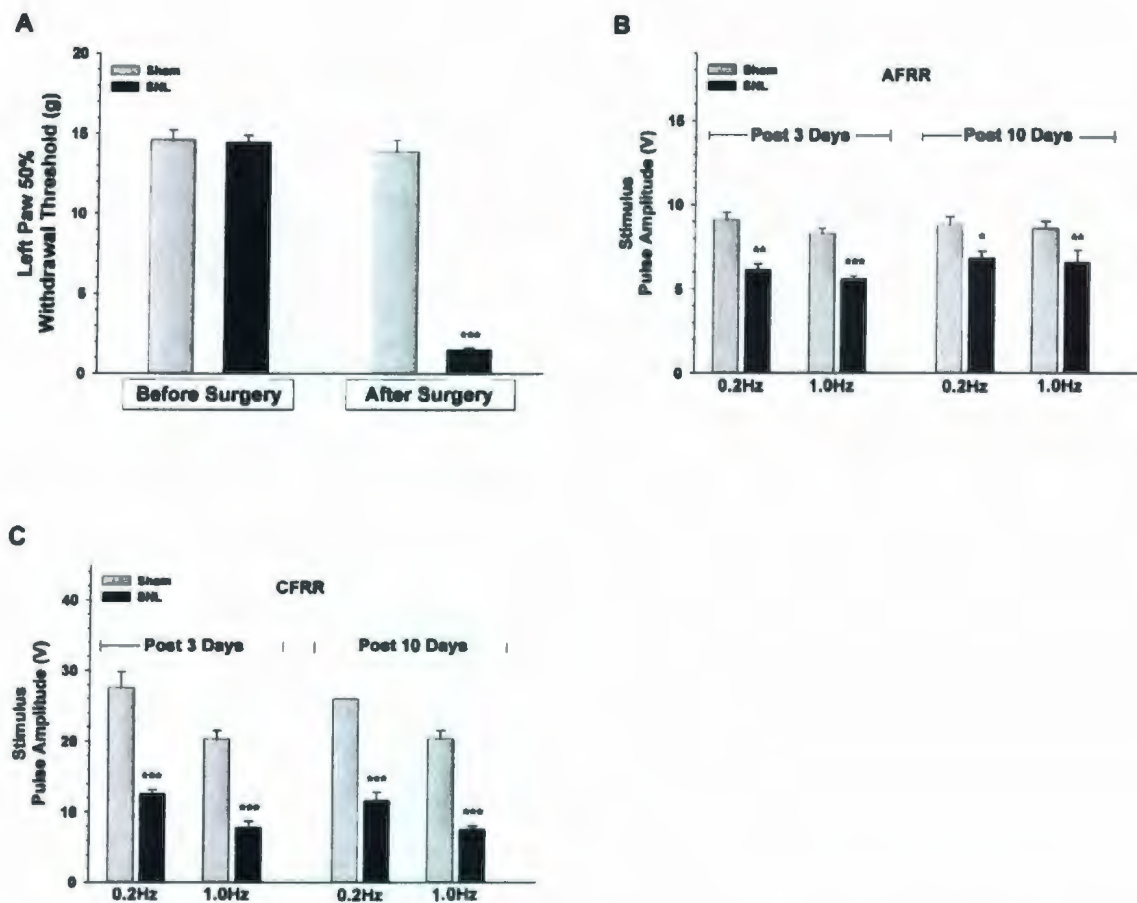 A
20
15
10
5
0
Left Paw 50%
Withdrawal Threshold (g)
Sham
SNL
***
Before Surgery
After Surgery
B
AFRR
Sham
SNL
Post 3 Days
Post 10 Days
15
10
5
0
Stimulus
Pulse Amplitude (V)
**
***
*
**
0.2Hz
1.0Hz
0.2Hz
1.0Hz
C
CFRR
Sham
SNL
Post 3 Days
Post 10 Days
40
30
20
10
0
Stimulus
Pulse Amplitude (V)
***
***
***
***
0.2Hz
1.0Hz
0.2Hz
1.0Hz